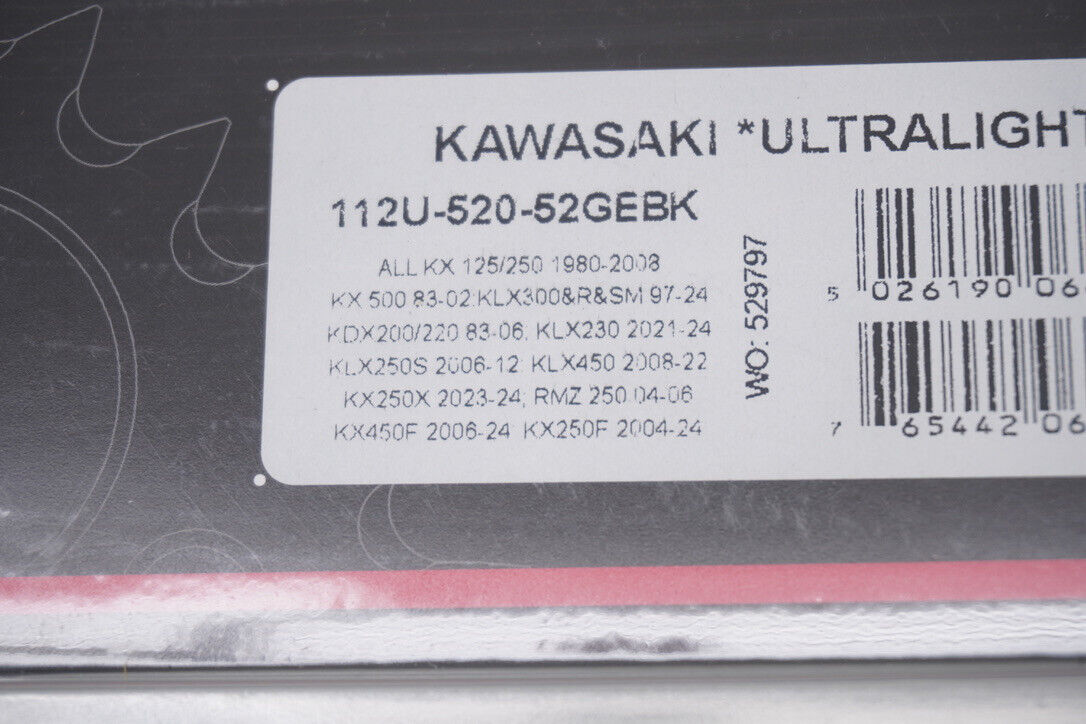 KAWASAKI *ULTRALIGHT
112U-520-52GEBK
ALL KX 125/250 1980-2008
KX 500 83-02;KLX300&R&SM 97-24
KDX200/220 83-06, KLX230 2021-24
KLX250S 2006-12; KLX450 2008-22
KX250X 2023-24; RMZ 250 04-06
KX450F 2006-24 KX250F 2004-24
WO: 529797
5 026190 06
7 65442 06